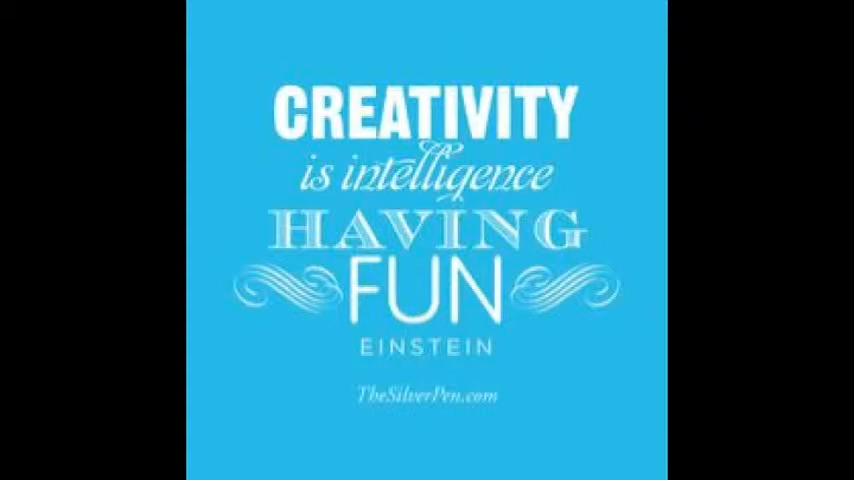 CREATIVITY
is intelligence
HAVING
FUN
EINSTEIN
TheSilverPen.com